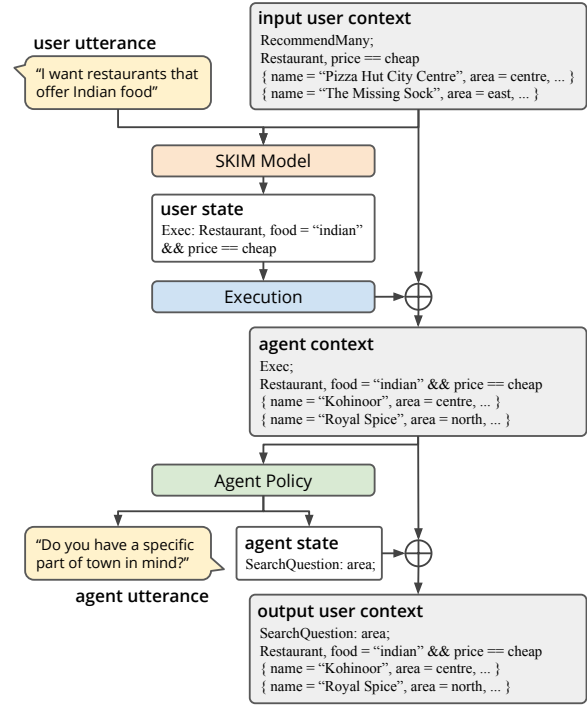 user utterance
“I want restaurants that
offer Indian food”
input user context
RecommendMany;
Restaurant, price == cheap
{ name = “Pizza Hut City Centre”, area = centre, ... }
{ name = “The Missing Sock”, area = east, ... }
SKIM Model
user state
Exec: Restaurant, food = “indian”
&& price == cheap
Execution
agent context
Exec;
Restaurant, food = “indian” && price == cheap
{ name = “Kohinoor”, area = centre, ... }
{ name = “Royal Spice”, area = north, ... }
Agent Policy
“Do you have a specific
part of town in mind?”
agent utterance
agent state
SearchQuestion: area;
output user context
SearchQuestion: area;
Restaurant, food = “indian” && price == cheap
{ name = “Kohinoor”, area = centre, ... }
{ name = “Royal Spice”, area = north, ... }